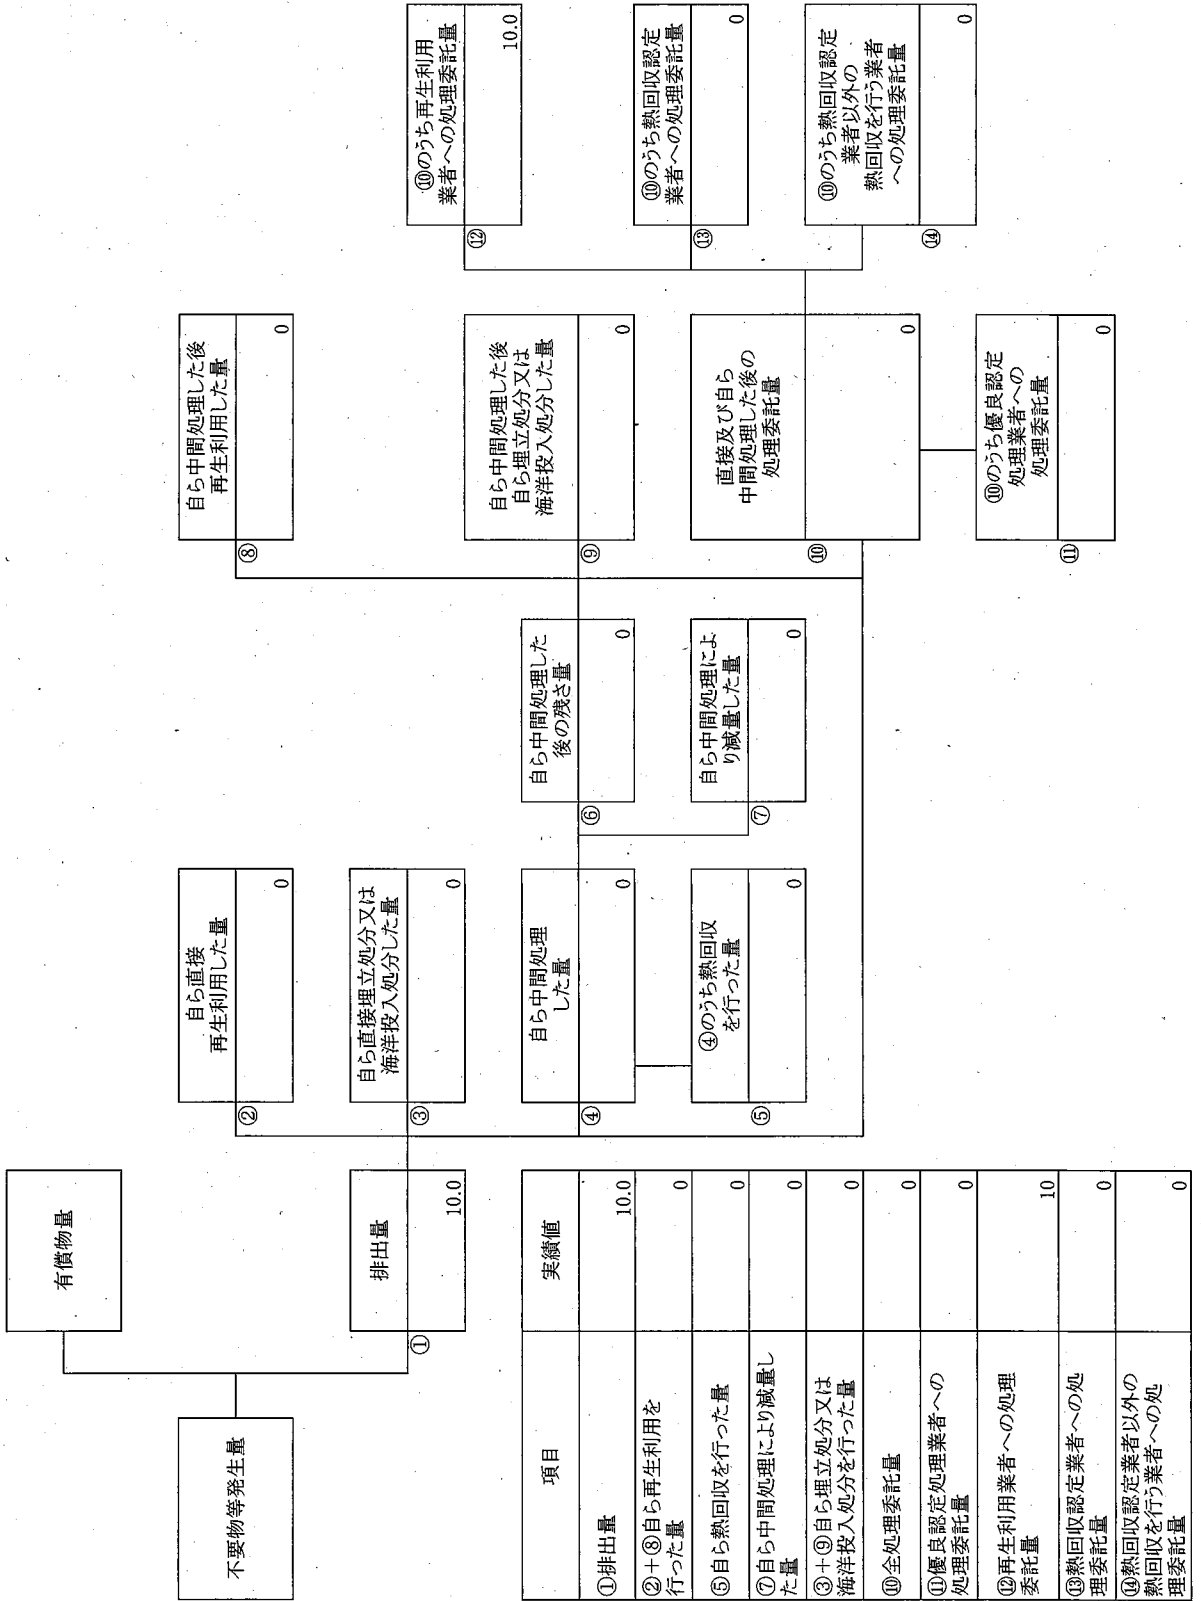 不要物等発生量
有償物量
排出量
①
10.0
自ら直接
再生利用した量
②
0
自ら直接埋立処分又は
海洋投入処分した量
③
0
自ら中間処理
した量
④
0
④のうち熱回収
を行った量
⑤
0
自ら中間処理した
後の残さ量
⑥
0
自ら中間処理によ
り減量した量
⑦
0
自ら中間処理した後
再生利用した量
⑧
0
自ら中間処理した後
自ら埋立処分又は
海洋投入処分した量
⑨
0
直接及び自ら
中間処理した後の
処理委託量
⑩
0
⑩のうち優良認定
処理業者への
処理委託量
⑪
0
⑩のうち再生利用
業者への処理委託量
⑫
10.0
⑩のうち熱回収認定
業者への処理委託量
⑬
0
⑩のうち熱回収認定
業者以外の
熱回収を行う業者
への処理委託量
⑭
0
項目 実績値
①排出量 10.0
②+⑧自ら再生利用を
行った量 0
⑤自ら熱回収を行った量 0
⑦自ら中間処理により減量し
た量 0
③+⑨自ら埋立処分又は
海洋投入処分を行った量 0
⑩全処理委託量 0
⑪優良認定処理業者への
処理委託量 0
⑫再生利用業者への処理
委託量 10
⑬熱回収認定業者への処
理委託量 0
⑭熱回収認定業者以外の
熱回収を行う業者への処
理委託量 0